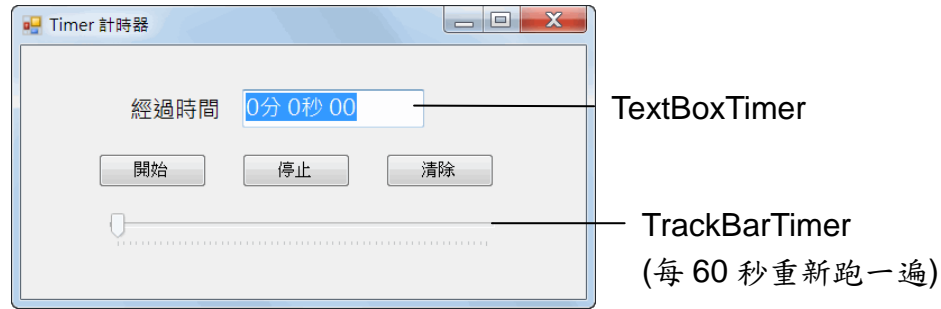 Timer 計時器
經過時間 0分 0秒 00
TextBoxTimer
開始 停止 清除
TrackBarTimer
(每 60 秒重新跑一遍)